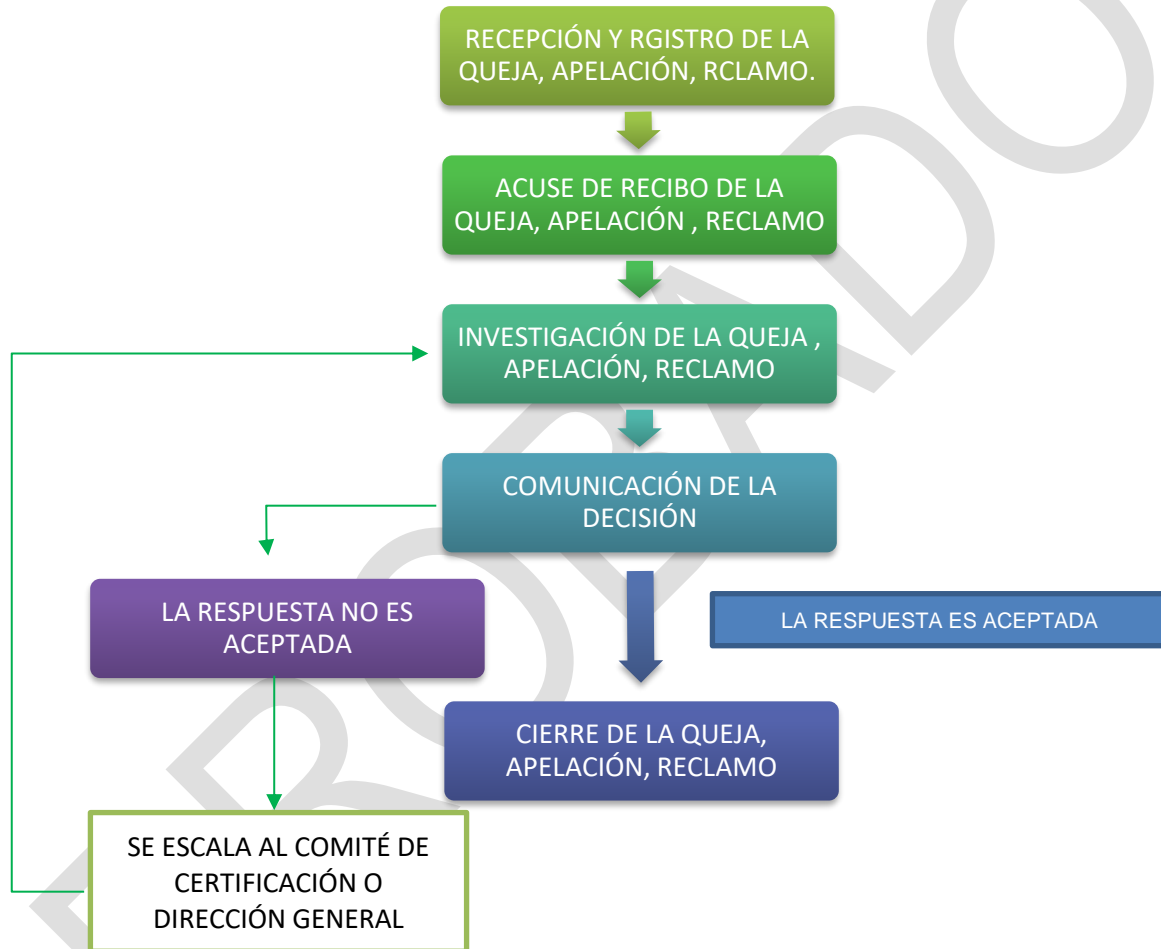 RECEPCIÓN Y RGISTRO DE LA
QUEJA, APELACIÓN, RCLAMO.
ACUSE DE RECIBO DE LA
QUEJA, APELACIÓN , RECLAMO
INVESTIGACIÓN DE LA QUEJA ,
APELACIÓN, RECLAMO
COMUNICACIÓN DE LA
DECISIÓN
LA RESPUESTA NO ES
ACEPTADA
LA RESPUESTA ES ACEPTADA
CIERRE DE LA QUEJA,
APELACIÓN, RECLAMO
SE ESCALA AL COMITÉ DE
CERTIFICACIÓN O
DIRECCIÓN GENERAL
ROBADO